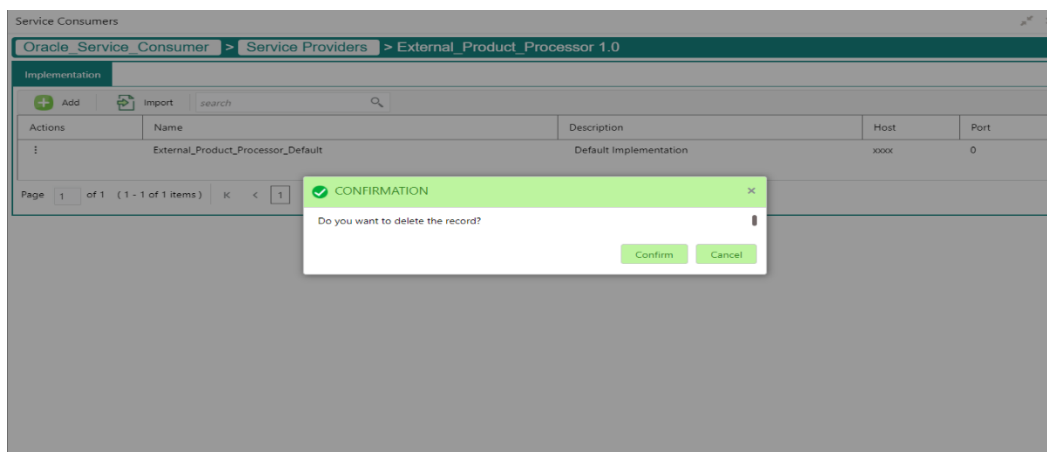 Service Consumers
Oracle_Service_Consumer > Service Providers > External_Product_Processor 1.0
Implementation
Add Import search
Actions Name Description Host Port
External_Product_Processor_Default Default Implementation xxxx 0
Page 1 of 1 (1 - 1 of 1 items) K < 1
CONFIRMATION ×
Do you want to delete the record?
Confirm Cancel